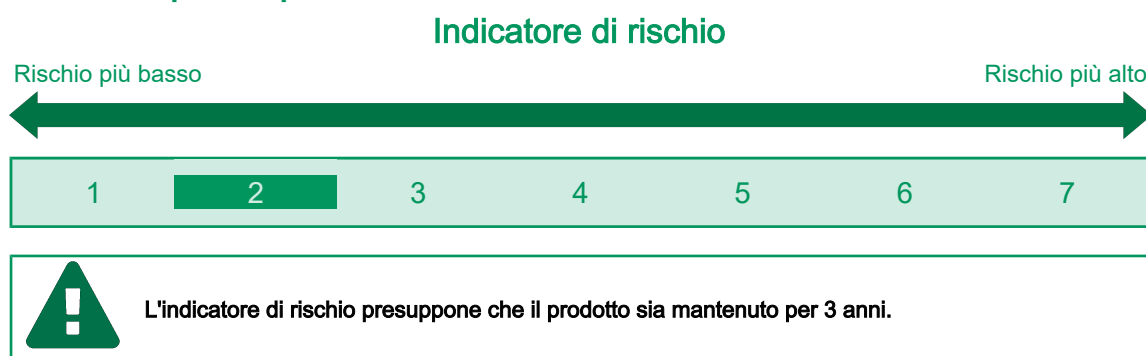 Indicatore di rischio
Rischio più basso Rischio più alto
1 2 3 4 5 6 7
L'indicatore di rischio presuppone che il prodotto sia mantenuto per 3 anni.